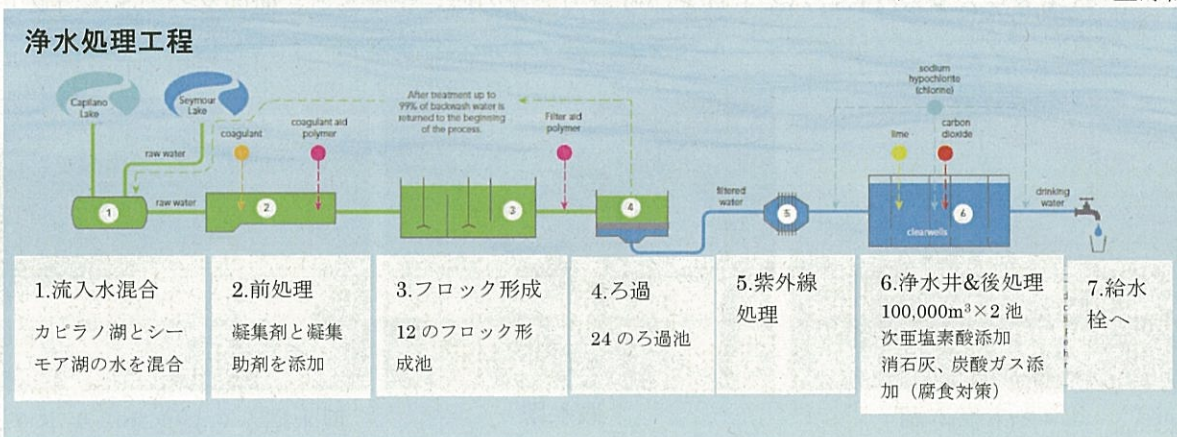 浄水処理工程
Capilano
Lake
Seymour
Lake
raw water
raw water
coagulant
coagulant aid
polymer
After treatment up to
99% of backwash water is
returned to the beginning
of the process.
Filter aid
polymer
filtered
water
sodium
hypochlorite
(chlorine)
lime
carbon
dioxide
clearwells
drinking
water
1
2
3
4
5
6
1.流入水混合
カピラノ湖とシー
モア湖の水を混合
2.前処理
凝集剤と凝集
助剤を添加
3.フロック形成
12 のフロック形
成池
4.ろ過
24 のろ過池
5.紫外線
処理
6.浄水井&後処理
100,000m³×2 池
次亜塩素酸添加
消石灰、炭酸ガス添
加（腐食対策）
7.給水
栓へ